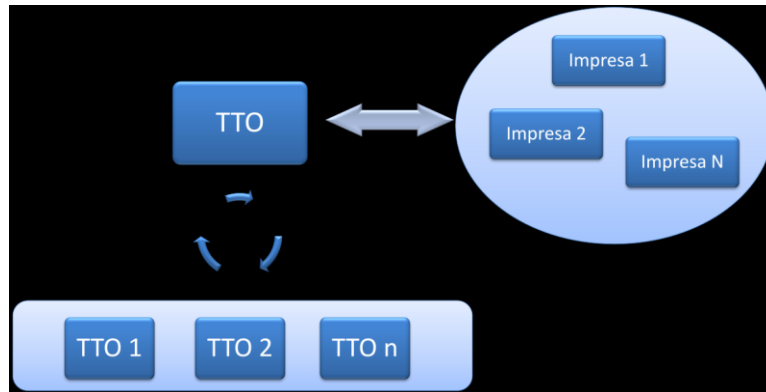 TTO
Impresa 1
Impresa 2
Impresa N
TTO 1
TTO 2
TTO n